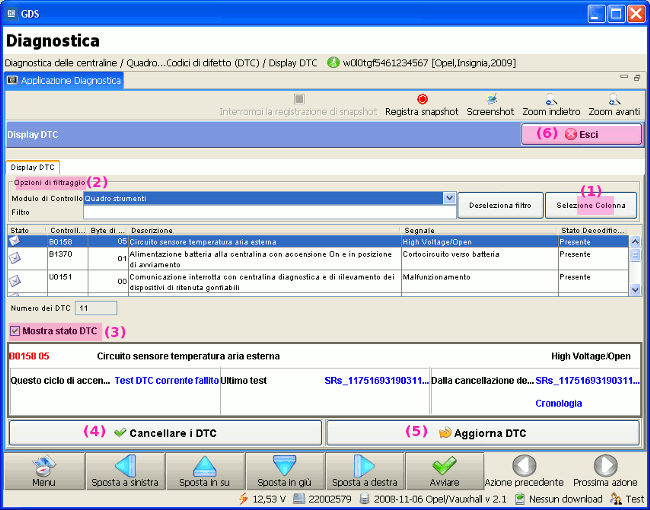 GDS
Diagnostica
Diagnostica delle centraline / Quadro...Codici di difetto (DTC) / Display DTC w0l0tgf5461234567 [Opel,Insignia,2009]
Applicazione Diagnostica
Interrompi la registrazione di snapshot Registra snapshot Screenshot Zoom indietro Zoom avanti
Display DTC (6) Esci
Display DTC
Opzioni di filtraggio (2) (1)
Modulo di Controllo Quadro strumenti Deseleziona filtro Selezione Colonna
Filtro
Stato Controll... Byte di ... Descrizione Segnale Stato Decodific...
B0158 05 Circuito sensore temperatura aria esterna High Voltage/Open Presente
B1370 01 Alimentazione batteria alla centralina con accensione On e in posizione di avviamento Cortocircuito verso batteria Presente
U0151 00 Comunicazione interrotta con centralina diagnostica e di rilevamento dei dispositivi di ritenuta gonfiabili Malfunzionamento Presente
Numero dei DTC 11
Mostra stato DTC (3)
B0158 05 Circuito sensore temperatura aria esterna High Voltage/Open
Questo ciclo di accen... Test DTC corrente fallito Ultimo test SRs_11751693190311... Dalla cancellazione de... SRs_11751693190311...
Cronologia
(4) Cancellare i DTC (5) Aggiorna DTC
Menu Sposta a sinistra Sposta in su Sposta in giù Sposta a destra Avviare Azione precedente Prossima azione
12,53 V 22002579 2008-11-06 Opel/Vauxhall v 2.1 Nessun download Test